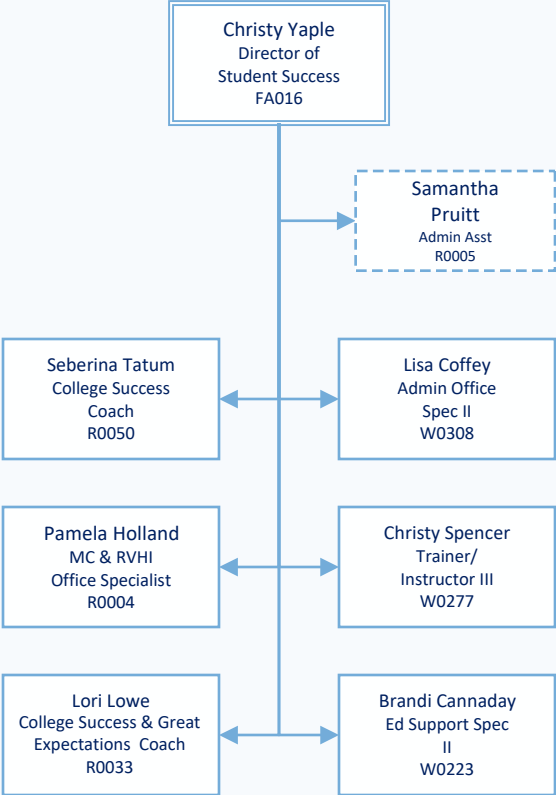 Christy Yaple
Director of
Student Success
FA016
Samantha
Pruitt
Admin Asst
R0005
Seberina Tatum
College Success
Coach
R0050
Lisa Coffey
Admin Office
Spec II
W0308
Pamela Holland
MC & RVHI
Office Specialist
R0004
Christy Spencer
Trainer/
Instructor III
W0277
Lori Lowe
College Success & Great
Expectations Coach
R0033
Brandi Cannaday
Ed Support Spec
II
W0223